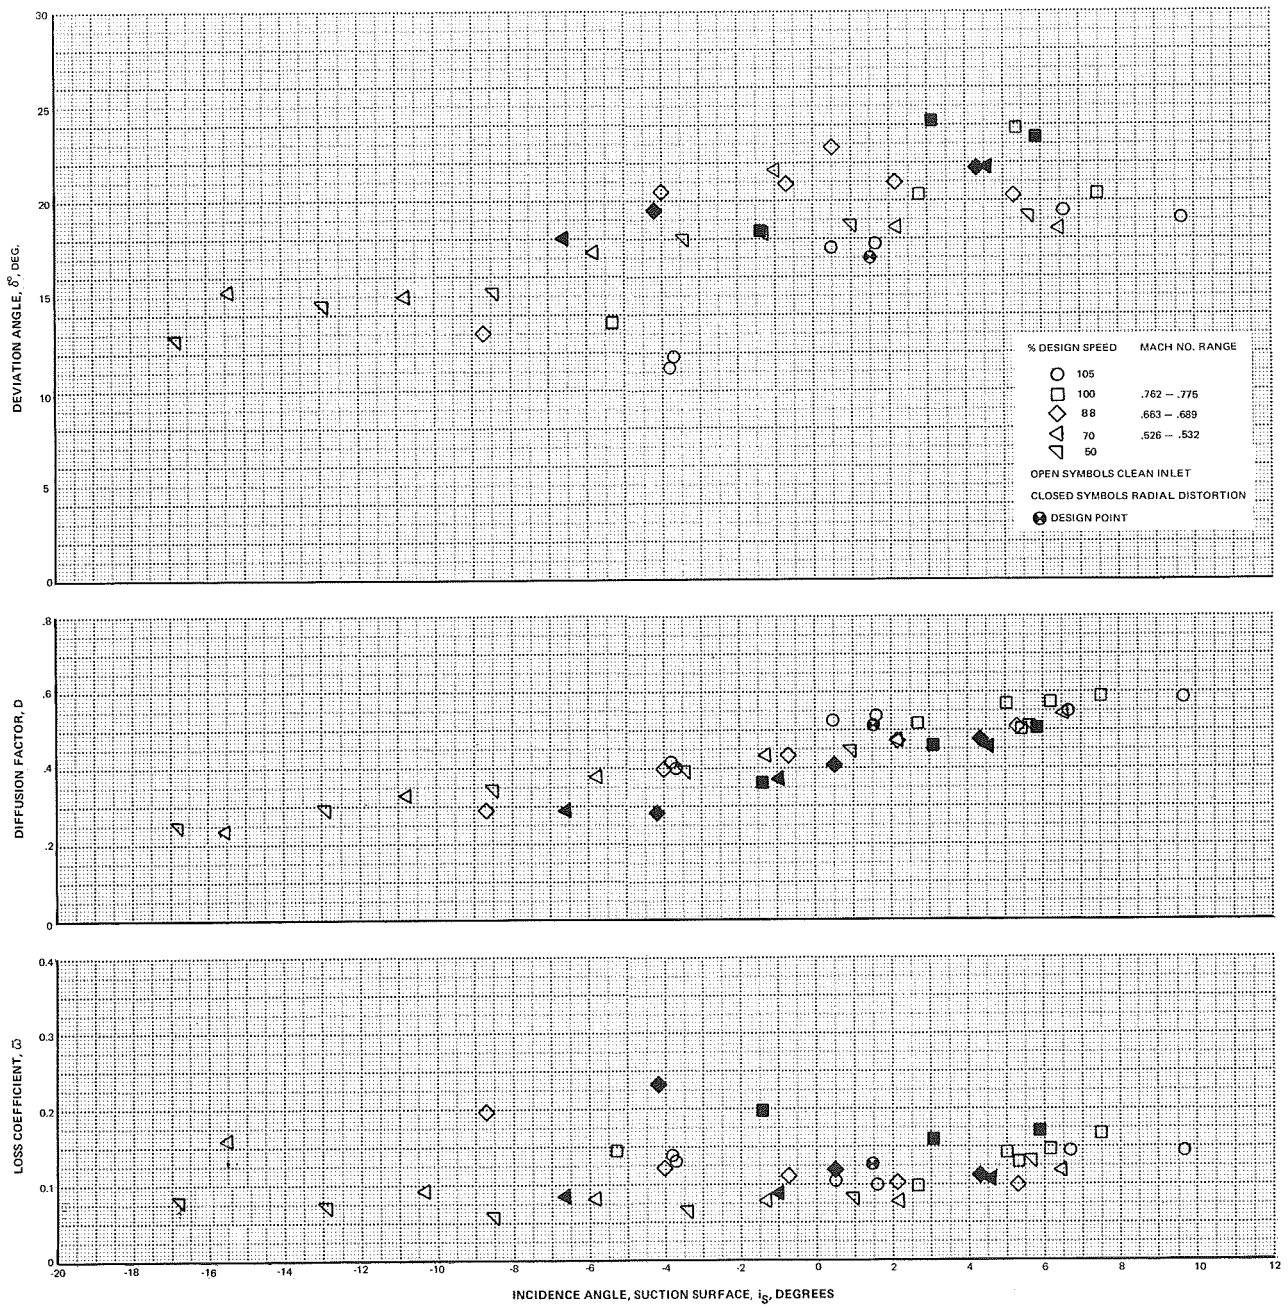 30
25
20
15
10
5
0
DEVIATION ANGLE, δ°, DEG.
% DESIGN SPEED MACH NO. RANGE
105
100 .762 – .775
88 .663 – .689
70 .526 – .532
50
OPEN SYMBOLS CLEAN INLET
CLOSED SYMBOLS RADIAL DISTORTION
DESIGN POINT
.8
.6
.4
.2
0
DIFFUSION FACTOR, D
0.4
0.3
0.2
0.1
0
LOSS COEFFICIENT, ω̄
-20 -18 -16 -14 -12 -10 -8 -6 -4 -2 0 2 4 6 8 10 12
INCIDENCE ANGLE, SUCTION SURFACE, iS, DEGREES